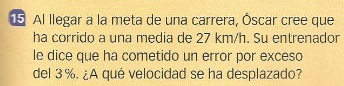 15 Al llegar a la meta de una carrera, Óscar cree que
ha corrido a una media de 27 km/h. Su entrenador
le dice que ha cometido un error por exceso
del 3 %. ¿A qué velocidad se ha desplazado?